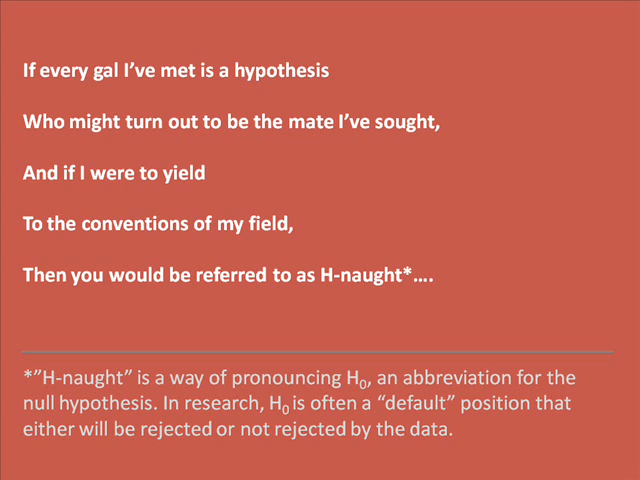 If every gal I’ve met is a hypothesis
Who might turn out to be the mate I’ve sought,
And if I were to yield
To the conventions of my field,
Then you would be referred to as H-naught*….
*”H-naught” is a way of pronouncing H₀, an abbreviation for the
null hypothesis. In research, H₀ is often a “default” position that
either will be rejected or not rejected by the data.